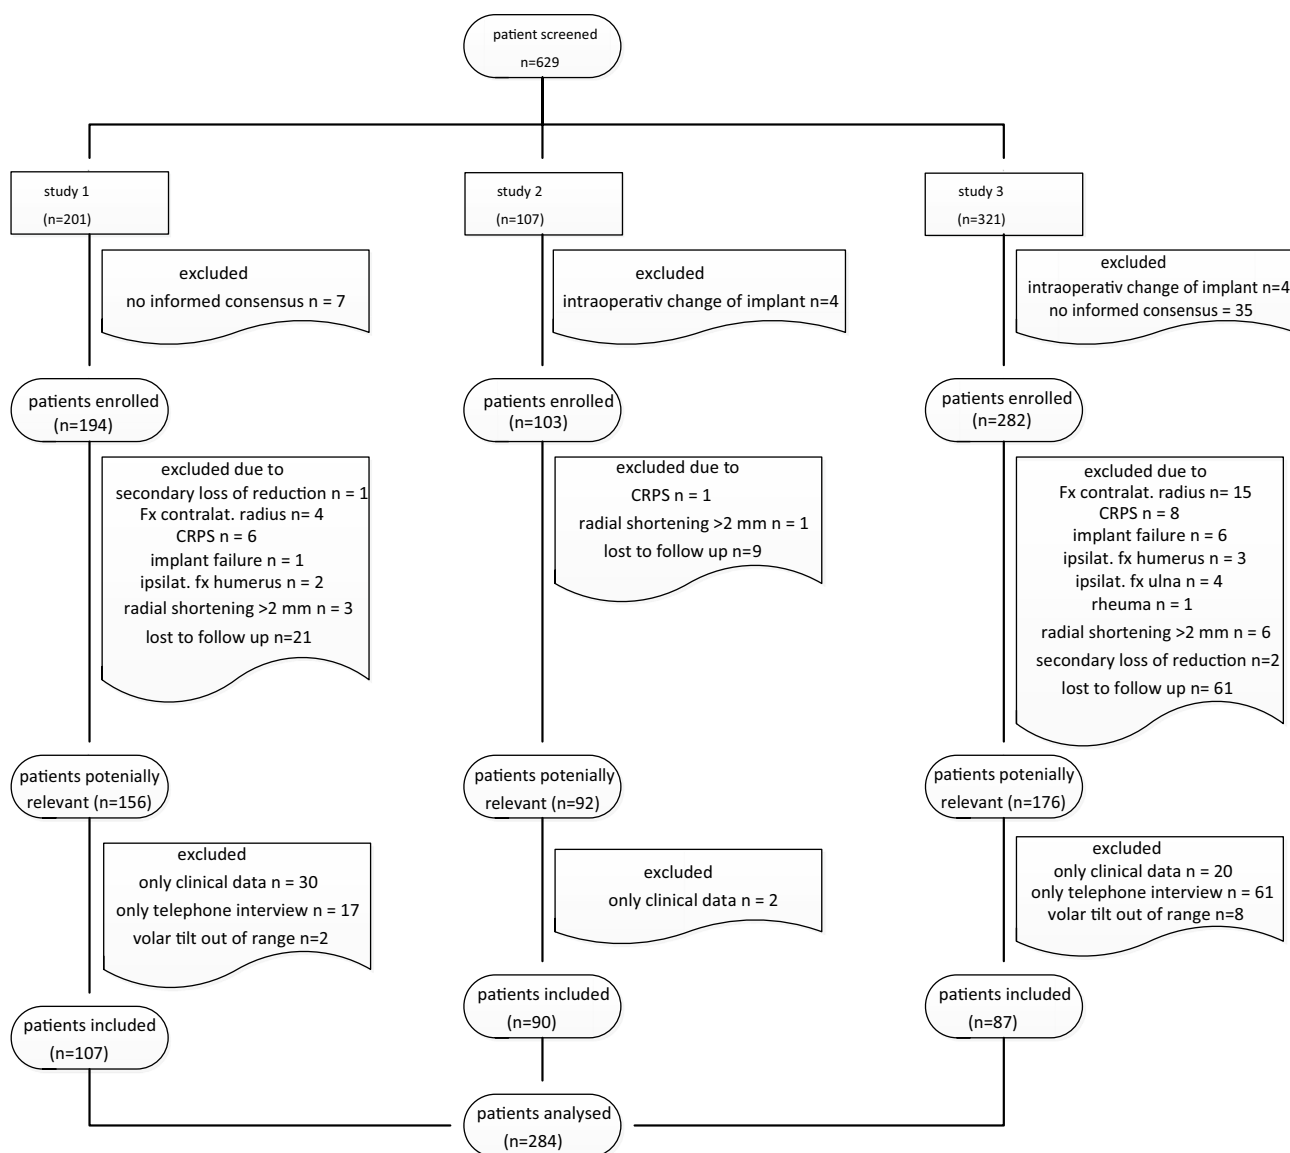 patient screened
n=629
study 1
(n=201)
study 2
(n=107)
study 3
(n=321)
excluded
no informed consensus n = 7
excluded
intraoperativ change of implant n=4
excluded
intraoperativ change of implant n=4
no informed consensus = 35
patients enrolled
(n=194)
patients enrolled
(n=103)
patients enrolled
(n=282)
excluded due to
secondary loss of reduction n = 1
Fx contralat. radius n= 4
CRPS n = 6
implant failure n = 1
ipsilat. fx humerus n = 2
radial shortening >2 mm n = 3
lost to follow up n=21
excluded due to
CRPS n = 1
radial shortening >2 mm n = 1
lost to follow up n=9
excluded due to
Fx contralat. radius n= 15
CRPS n = 8
implant failure n = 6
ipsilat. fx humerus n = 3
ipsilat. fx ulna n = 4
rheuma n = 1
radial shortening >2 mm n = 6
secondary loss of reduction n=2
lost to follow up n= 61
patients potenially
relevant (n=156)
patients potenially
relevant (n=92)
patients potenially
relevant (n=176)
excluded
only clinical data n = 30
only telephone interview n = 17
volar tilt out of range n=2
excluded
only clinical data n = 2
excluded
only clinical data n = 20
only telephone interview n = 61
volar tilt out of range n=8
patients included
(n=107)
patients included
(n=90)
patients included
(n=87)
patients analysed
(n=284)